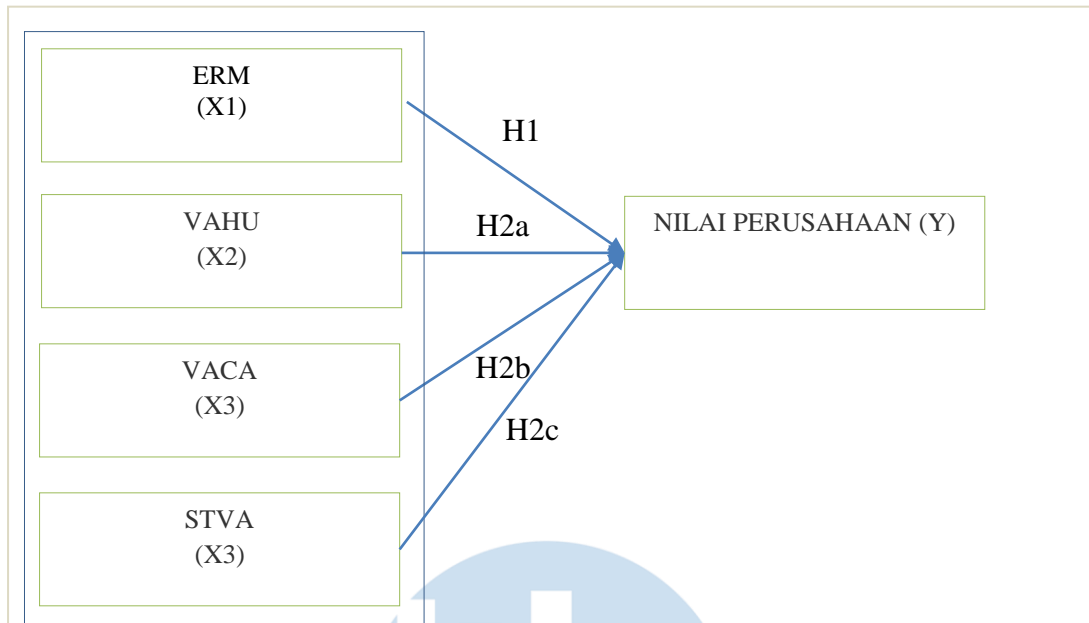 ERM
(X1)
H1
VAHU
(X2)
H2a
NILAI PERUSAHAAN (Y)
VACA
(X3)
H2b
H2c
STVA
(X3)